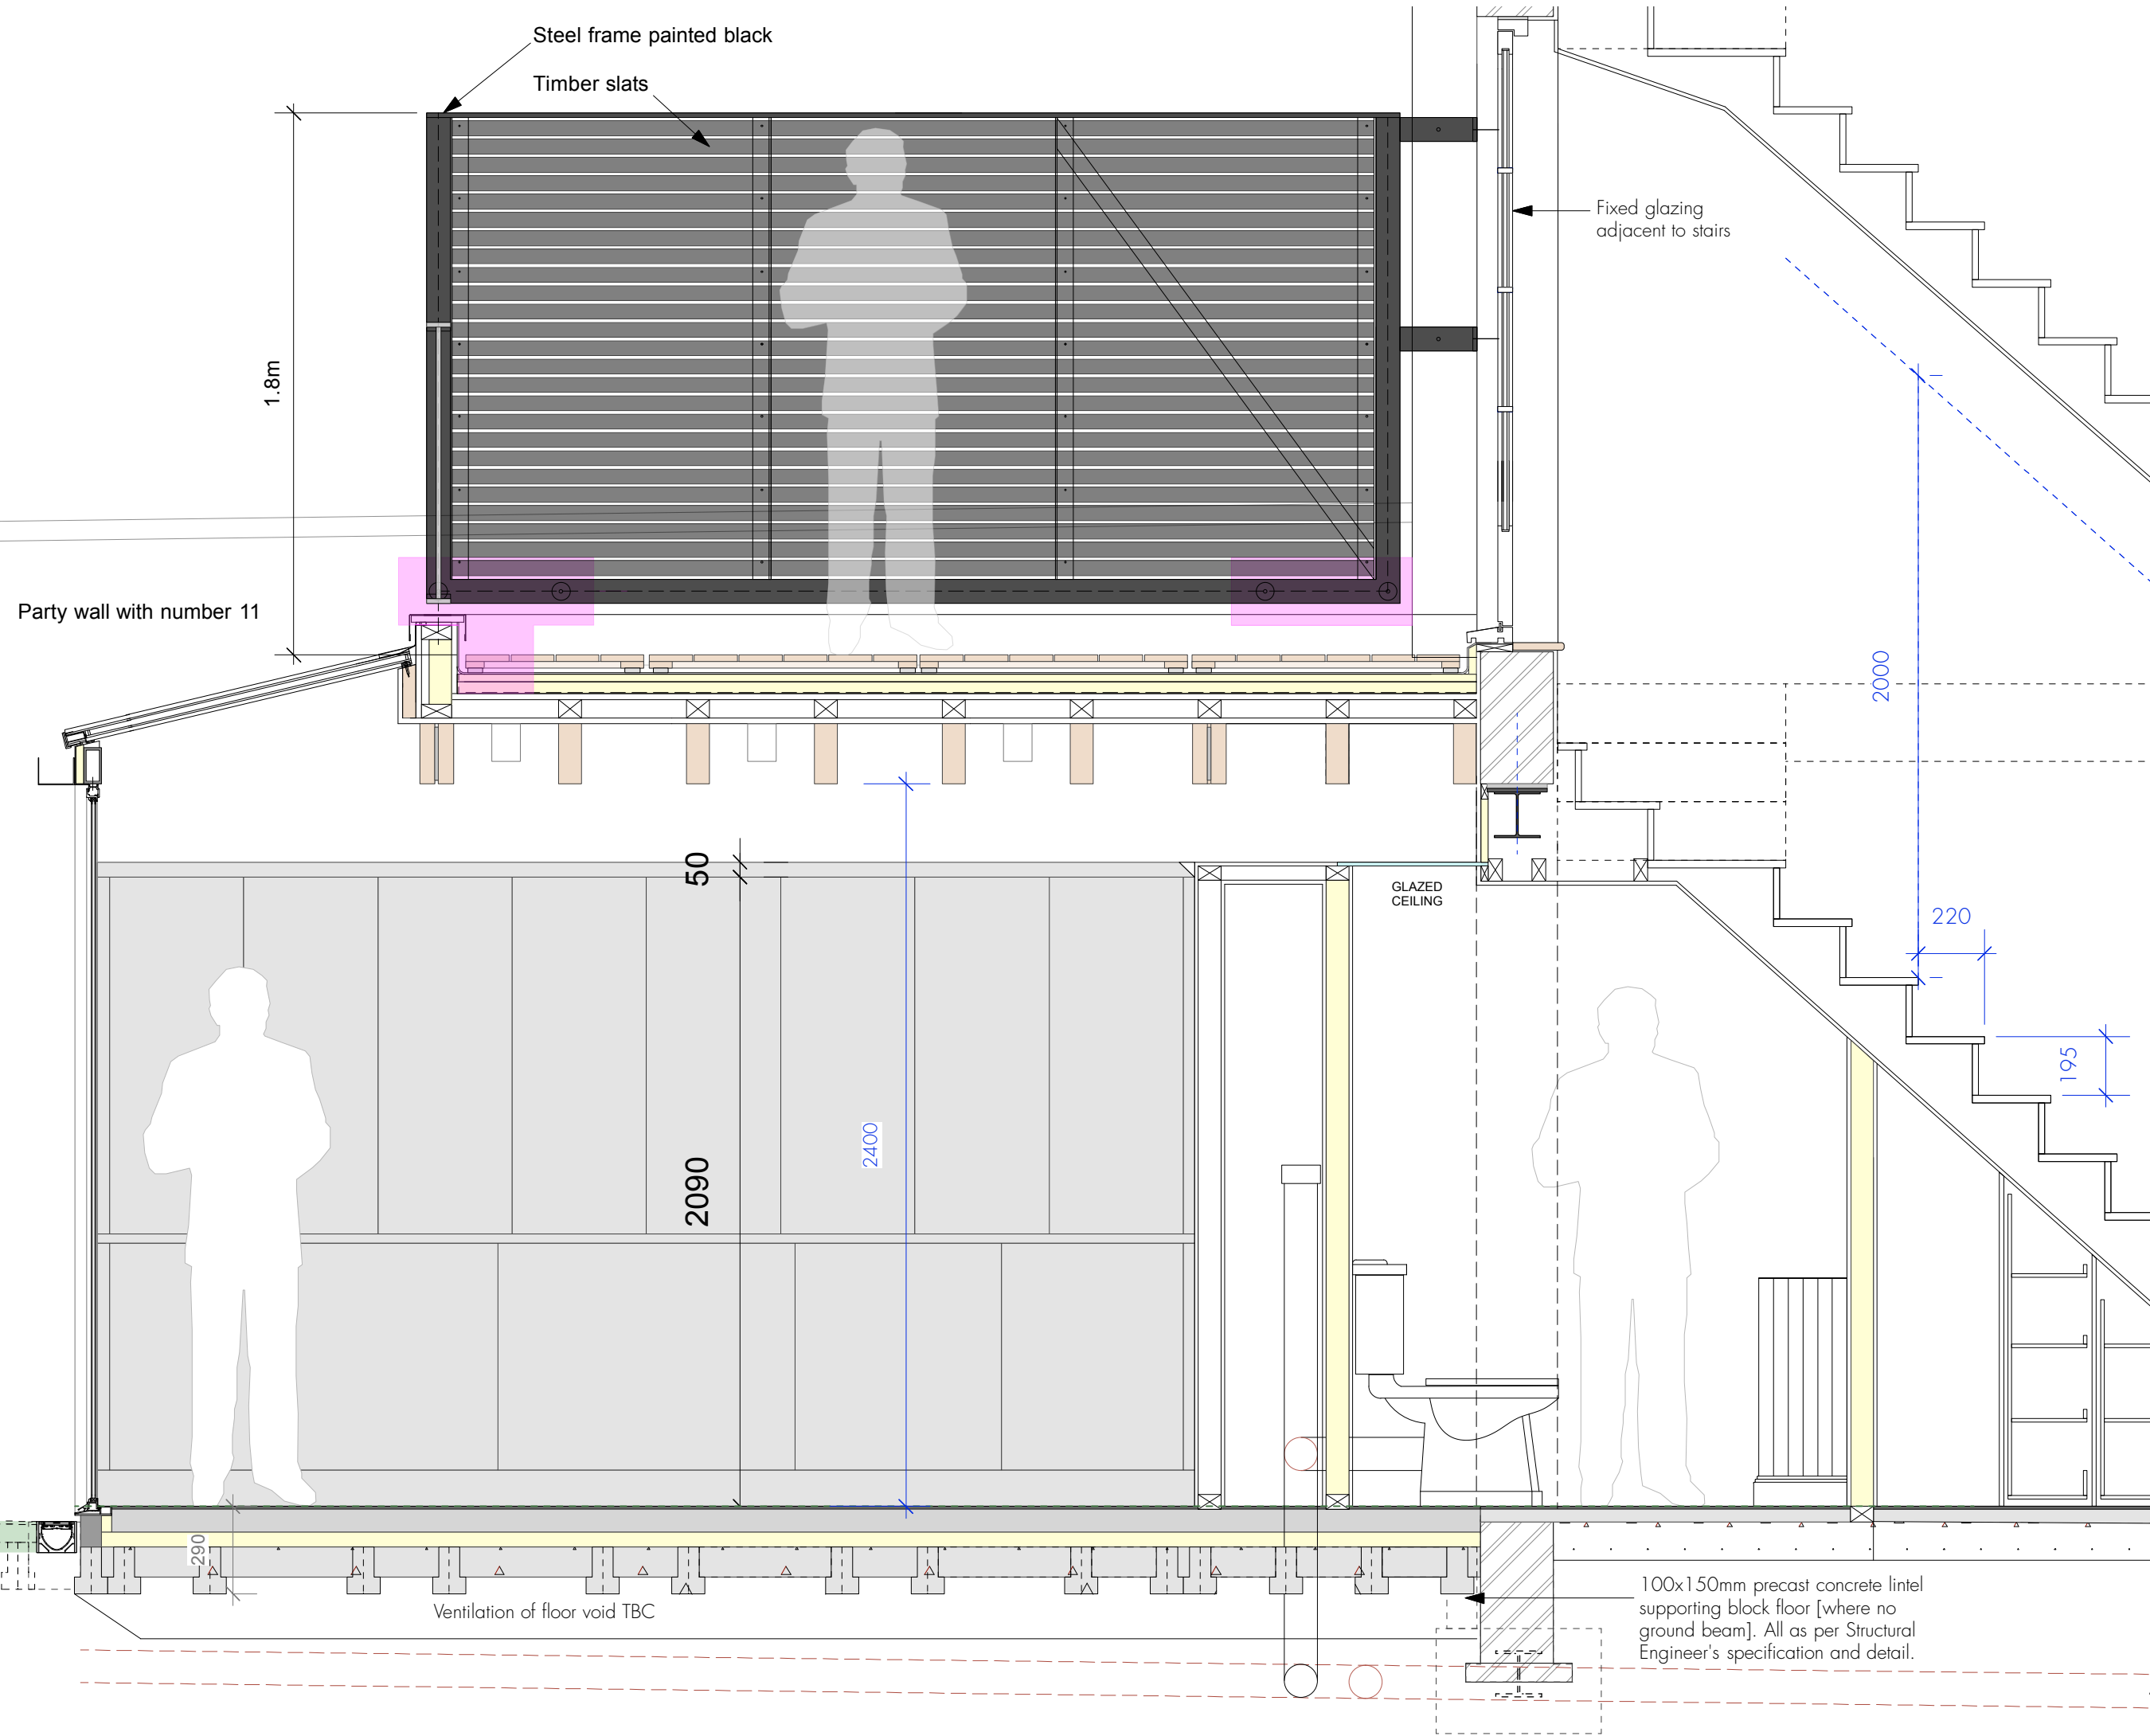 Steel frame painted black
Timber slats
Fixed glazing
adjacent to stairs
1.8m
Party wall with number 11
2000
50
GLAZED
CEILING
220
195
2400
2090
290
Ventilation of floor void TBC
100x150mm precast concrete lintel
supporting block floor [where no
ground beam]. All as per Structural
Engineer's specification and detail.